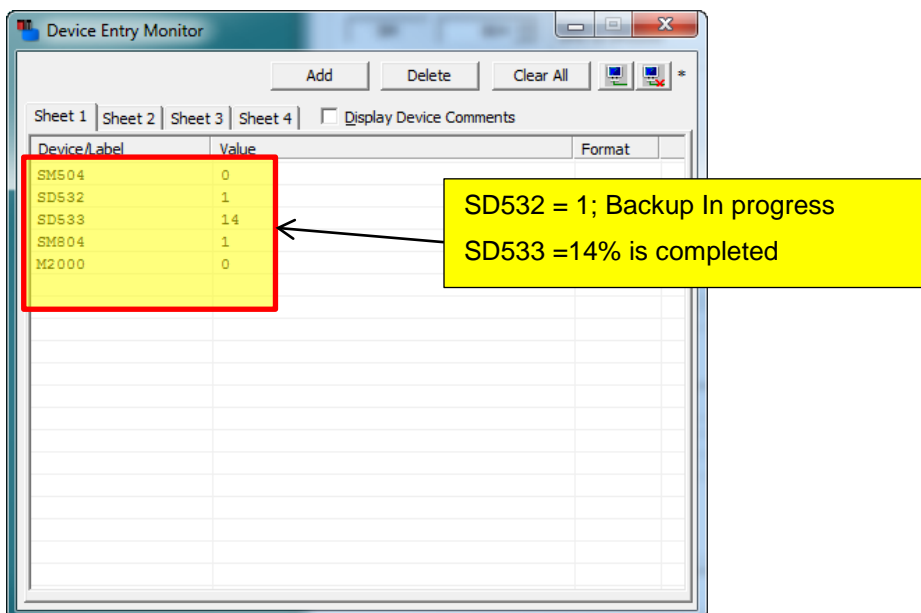 Device Entry Monitor
Add Delete Clear All *
Sheet 1 Sheet 2 Sheet 3 Sheet 4 Display Device Comments
Device/Label Value Format
SM504 0
SD532 1
SD533 14
SM804 1
M2000 0
SD532 = 1; Backup In progress
SD533 =14% is completed